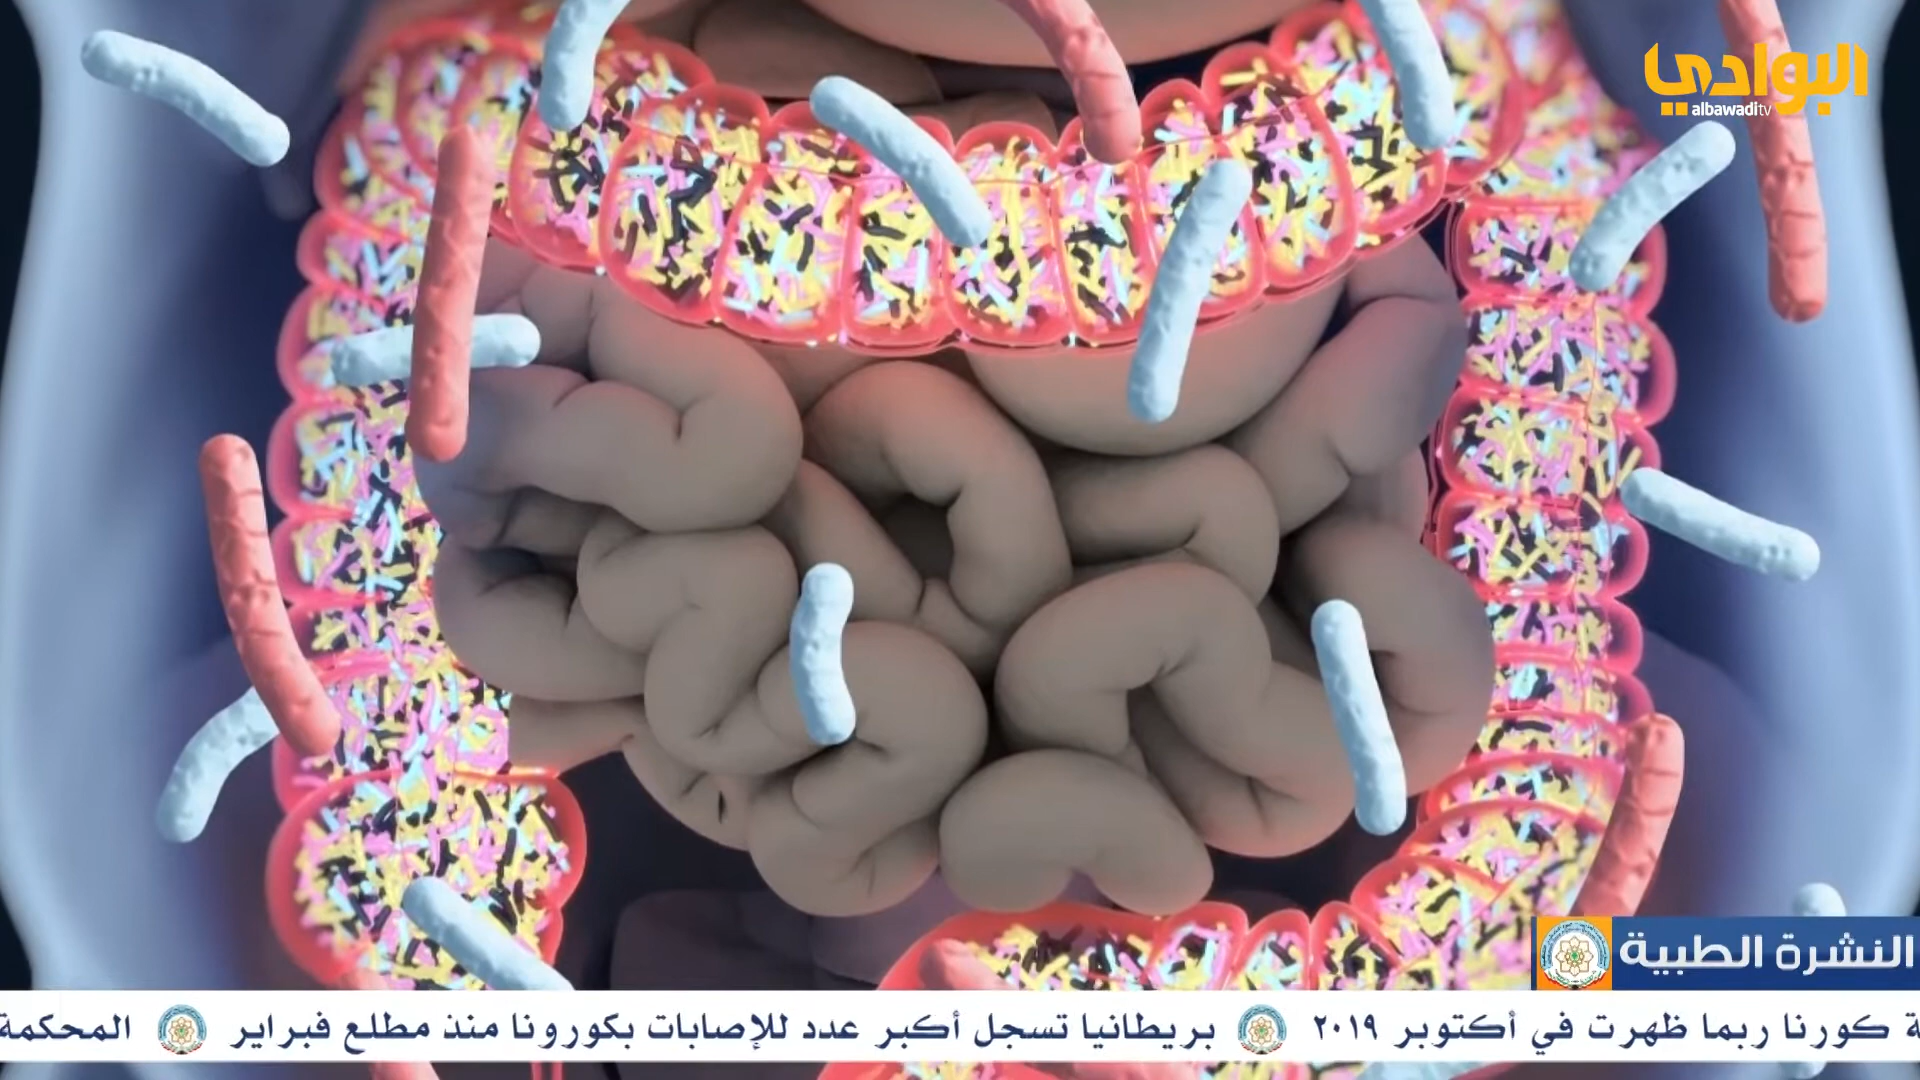 البوادي
albawaditv
النشرة الطبية
كورنا ربما ظهرت في أكتوبر ٢٠١٩ بريطانيا تسجل أكبر عدد للإصابات بكورونا منذ مطلع فبراير المحكمة